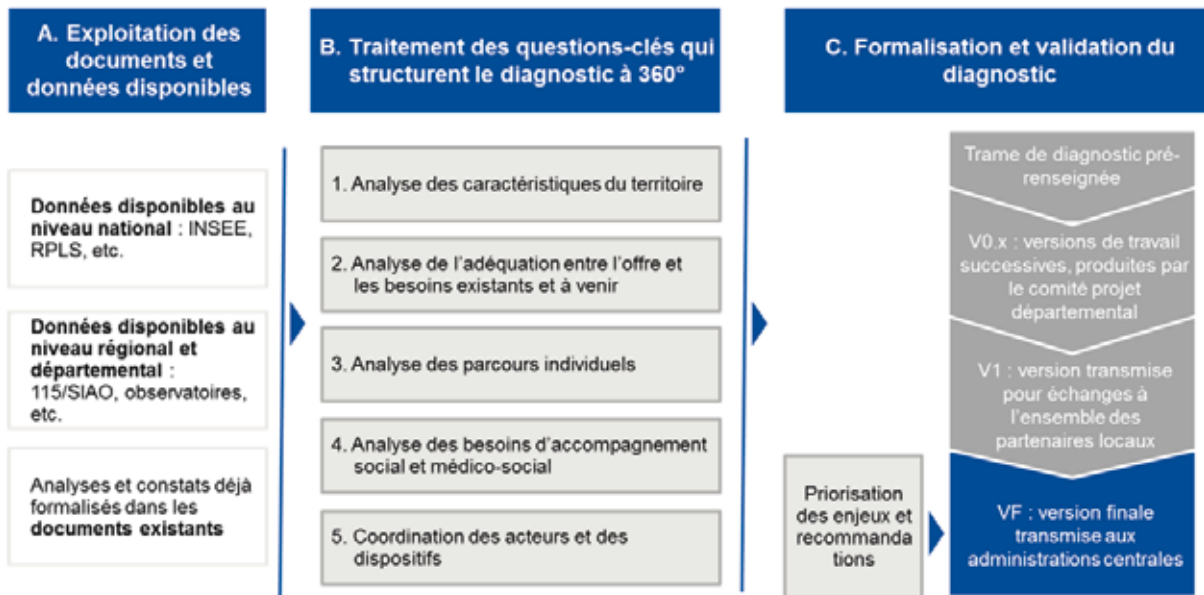 A. Exploitation des
documents et
données disponibles
B. Traitement des questions-clés qui
structurent le diagnostic à 360°
C. Formalisation et validation du
diagnostic
Données disponibles au
niveau national : INSEE,
RPLS, etc.
Données disponibles au
niveau régional et
départemental :
115/SIAO, observatoires,
etc.
Analyses et constats déjà
formalisés dans les
documents existants
1. Analyse des caractéristiques du territoire
2. Analyse de l'adéquation entre l'offre et
les besoins existants et à venir
3. Analyse des parcours individuels
4. Analyse des besoins d'accompagnement
social et médico-social
5. Coordination des acteurs et des
dispositifs
Trame de diagnostic pré-
renseignée
V0.x : versions de travail
successives, produites par
le comité projet
départemental
V1 : version transmise
pour échanges à
l'ensemble des
partenaires locaux
Priorisation
des enjeux et
recommanda
tions
VF : version finale
transmise aux
administrations centrales